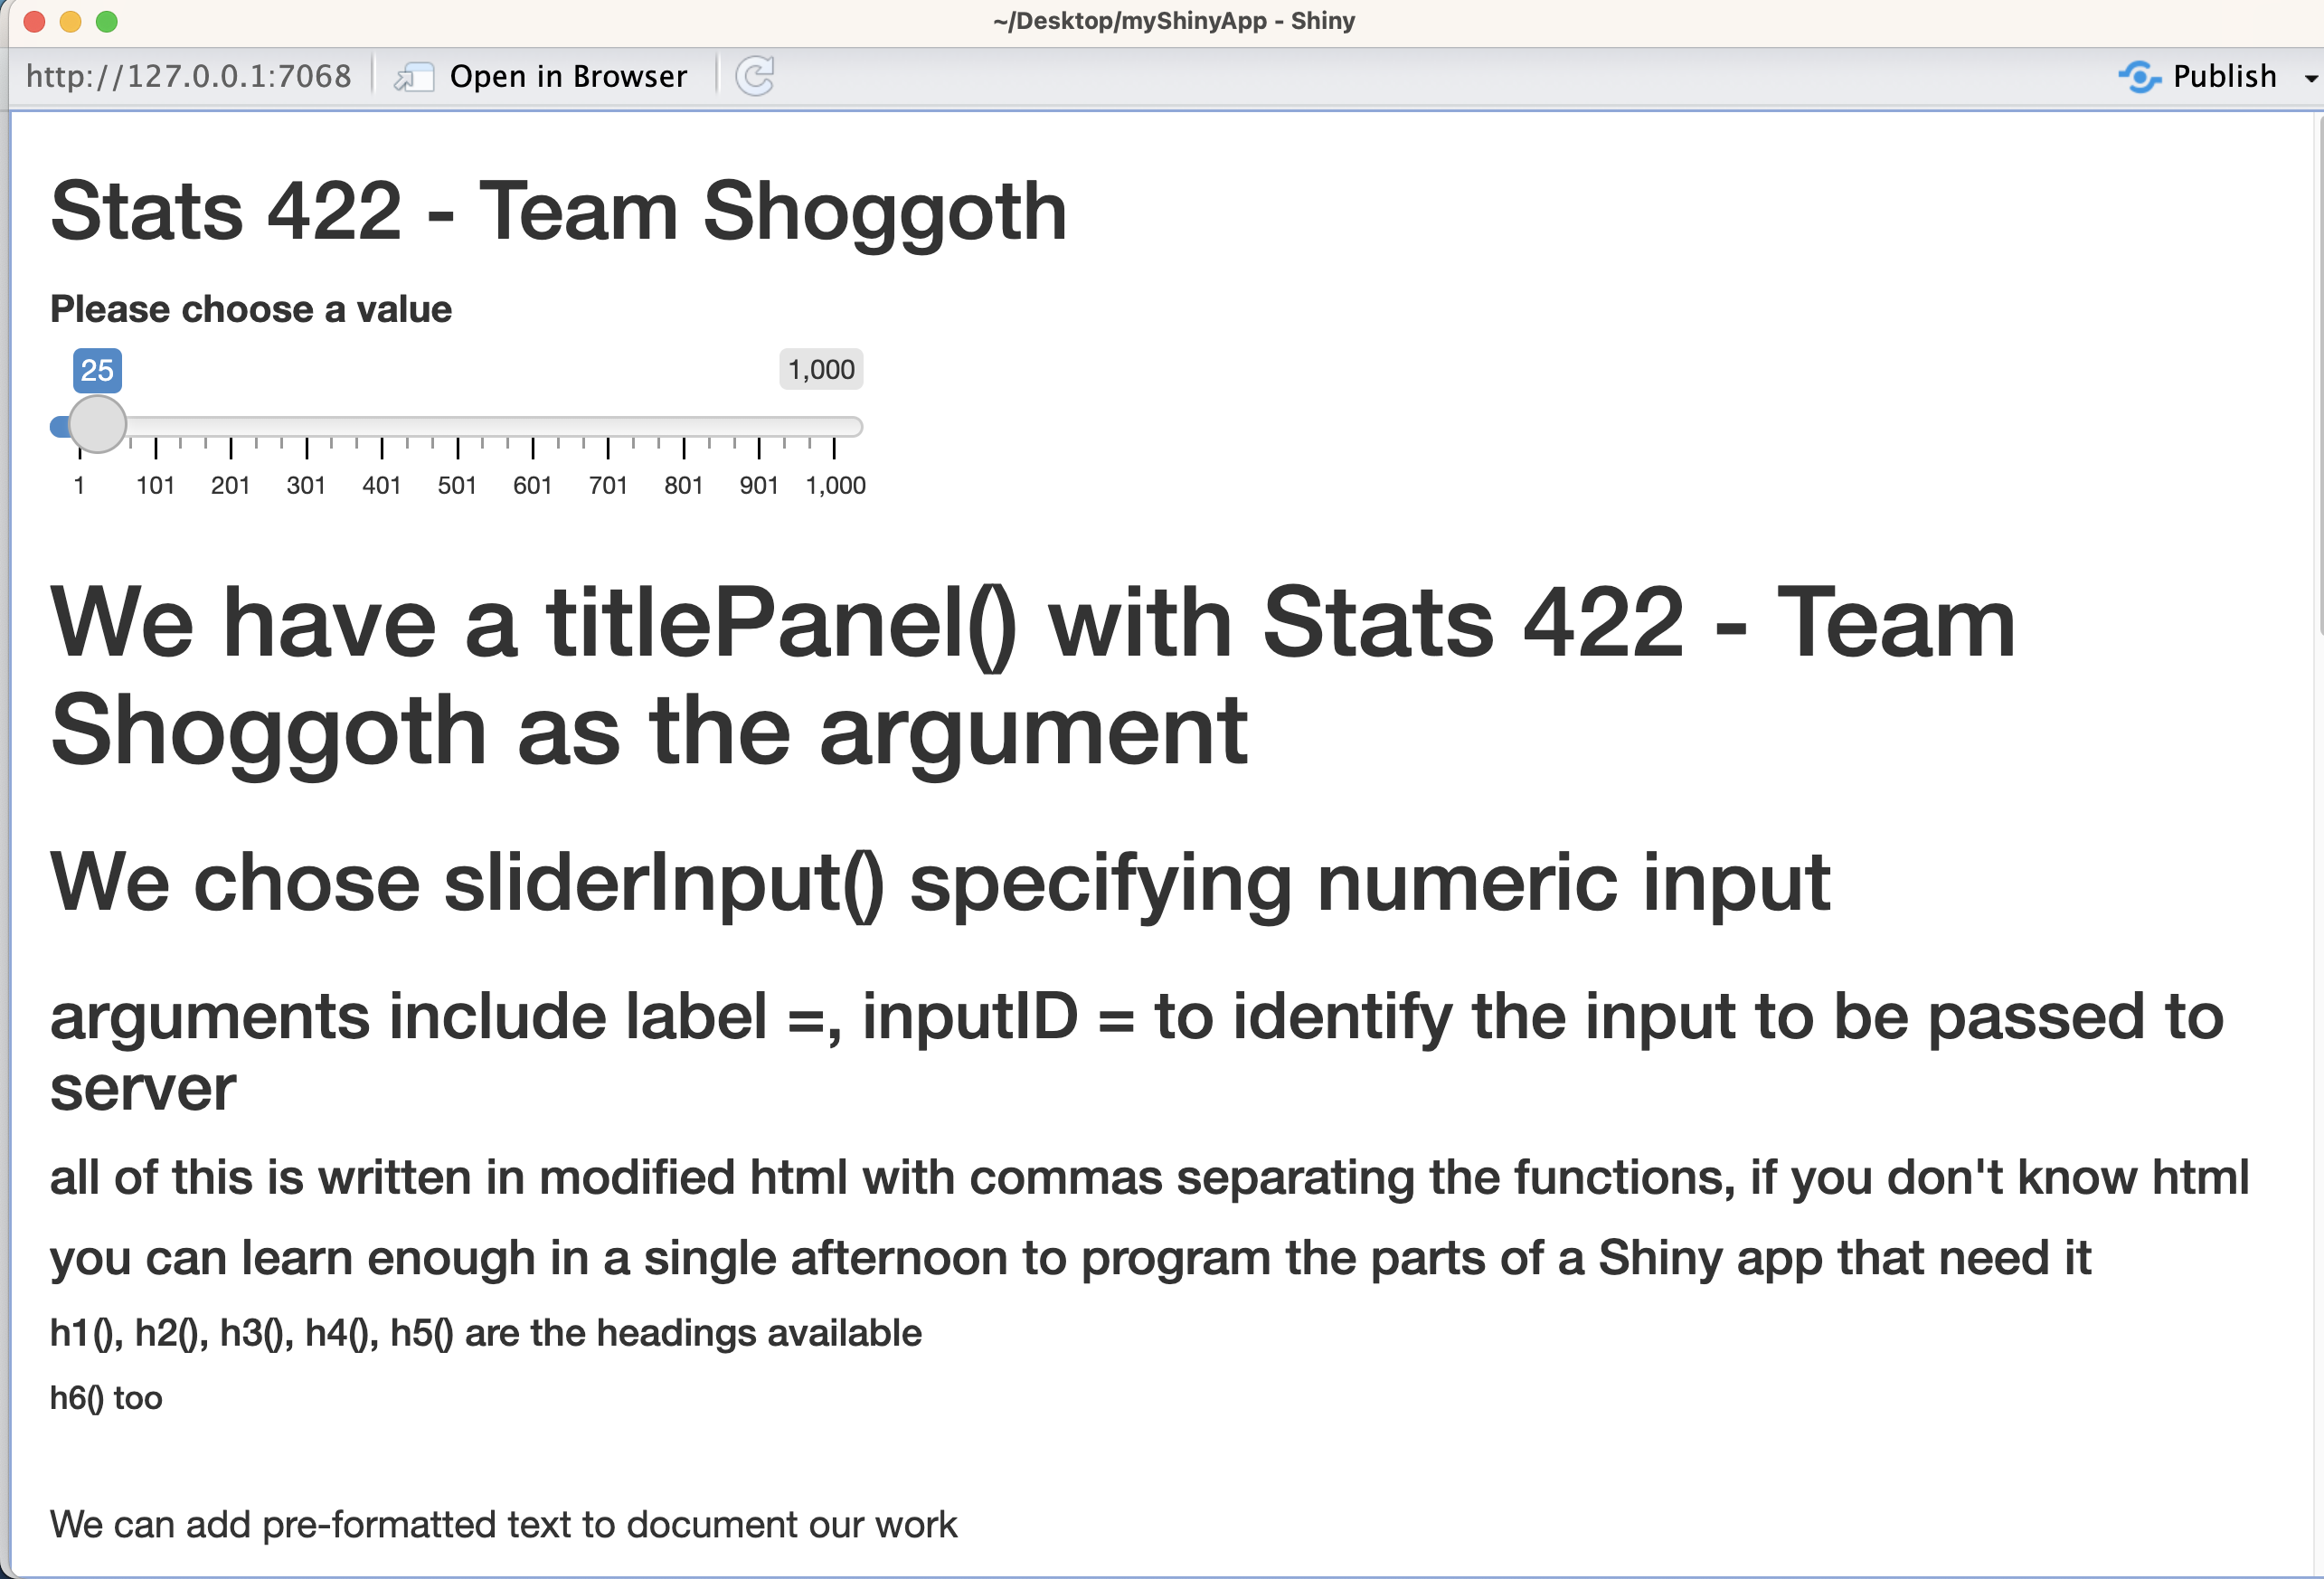 ~/Desktop/myShinyApp - Shiny
http://127.0.0.1:7068 Open in Browser Publish
Stats 422 - Team Shoggoth
Please choose a value
25 1,000
1 101 201 301 401 501 601 701 801 901 1,000
We have a titlePanel() with Stats 422 - Team
Shoggoth as the argument
We chose sliderInput() specifying numeric input
arguments include label =, inputID = to identify the input to be passed to
server
all of this is written in modified html with commas separating the functions, if you don't know html
you can learn enough in a single afternoon to program the parts of a Shiny app that need it
h1(), h2(), h3(), h4(), h5() are the headings available
h6() too
We can add pre-formatted text to document our work